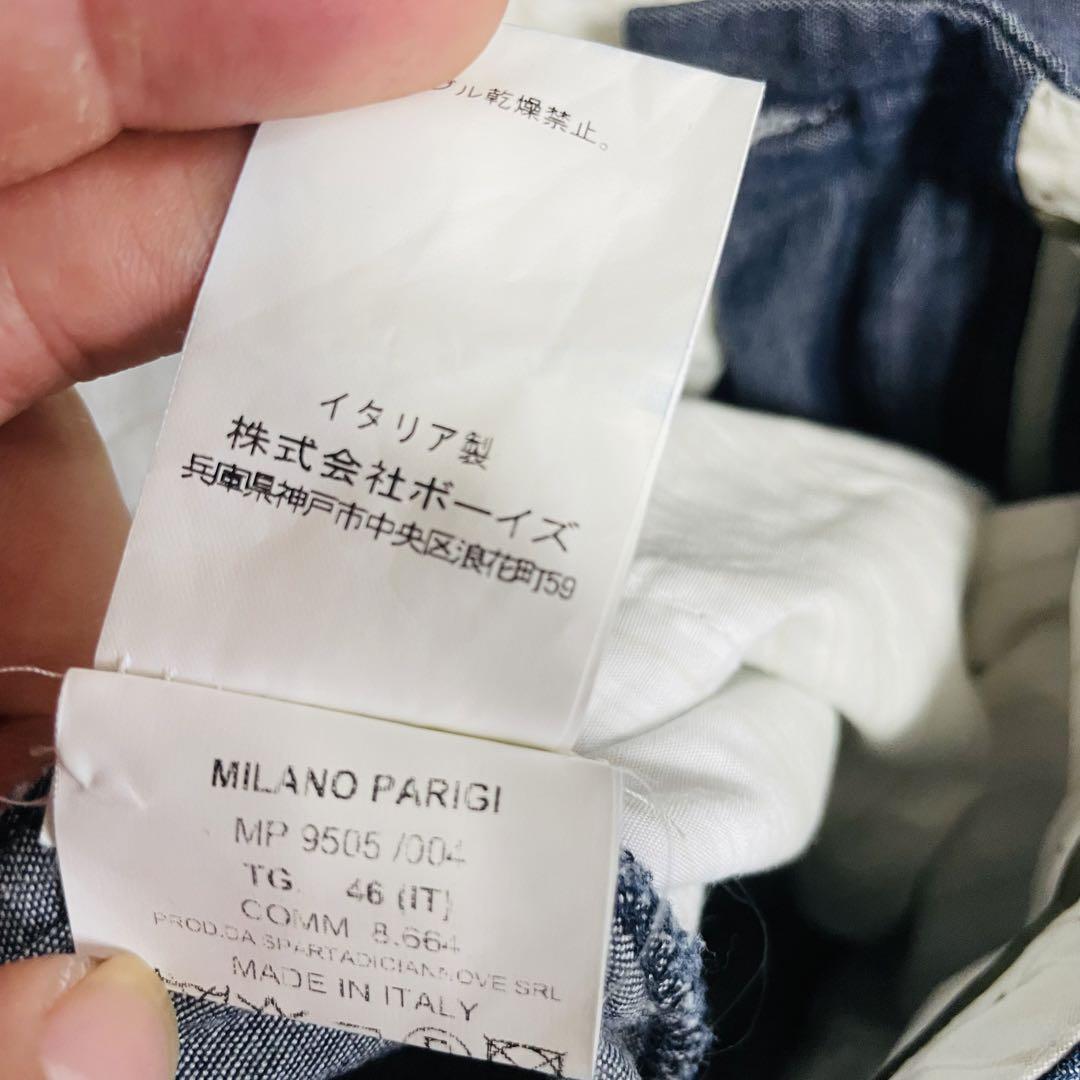 ル乾燥禁止。
イタリア製
株式会社ボーイズ
兵庫県神戸市中央区浪花町59
MILANO PARIGI
MP 9505 /004
TG. 46 (IT)
COMM 8.664
PROD.DA SPARTADICIANNOVE SRL
MADE IN ITALY